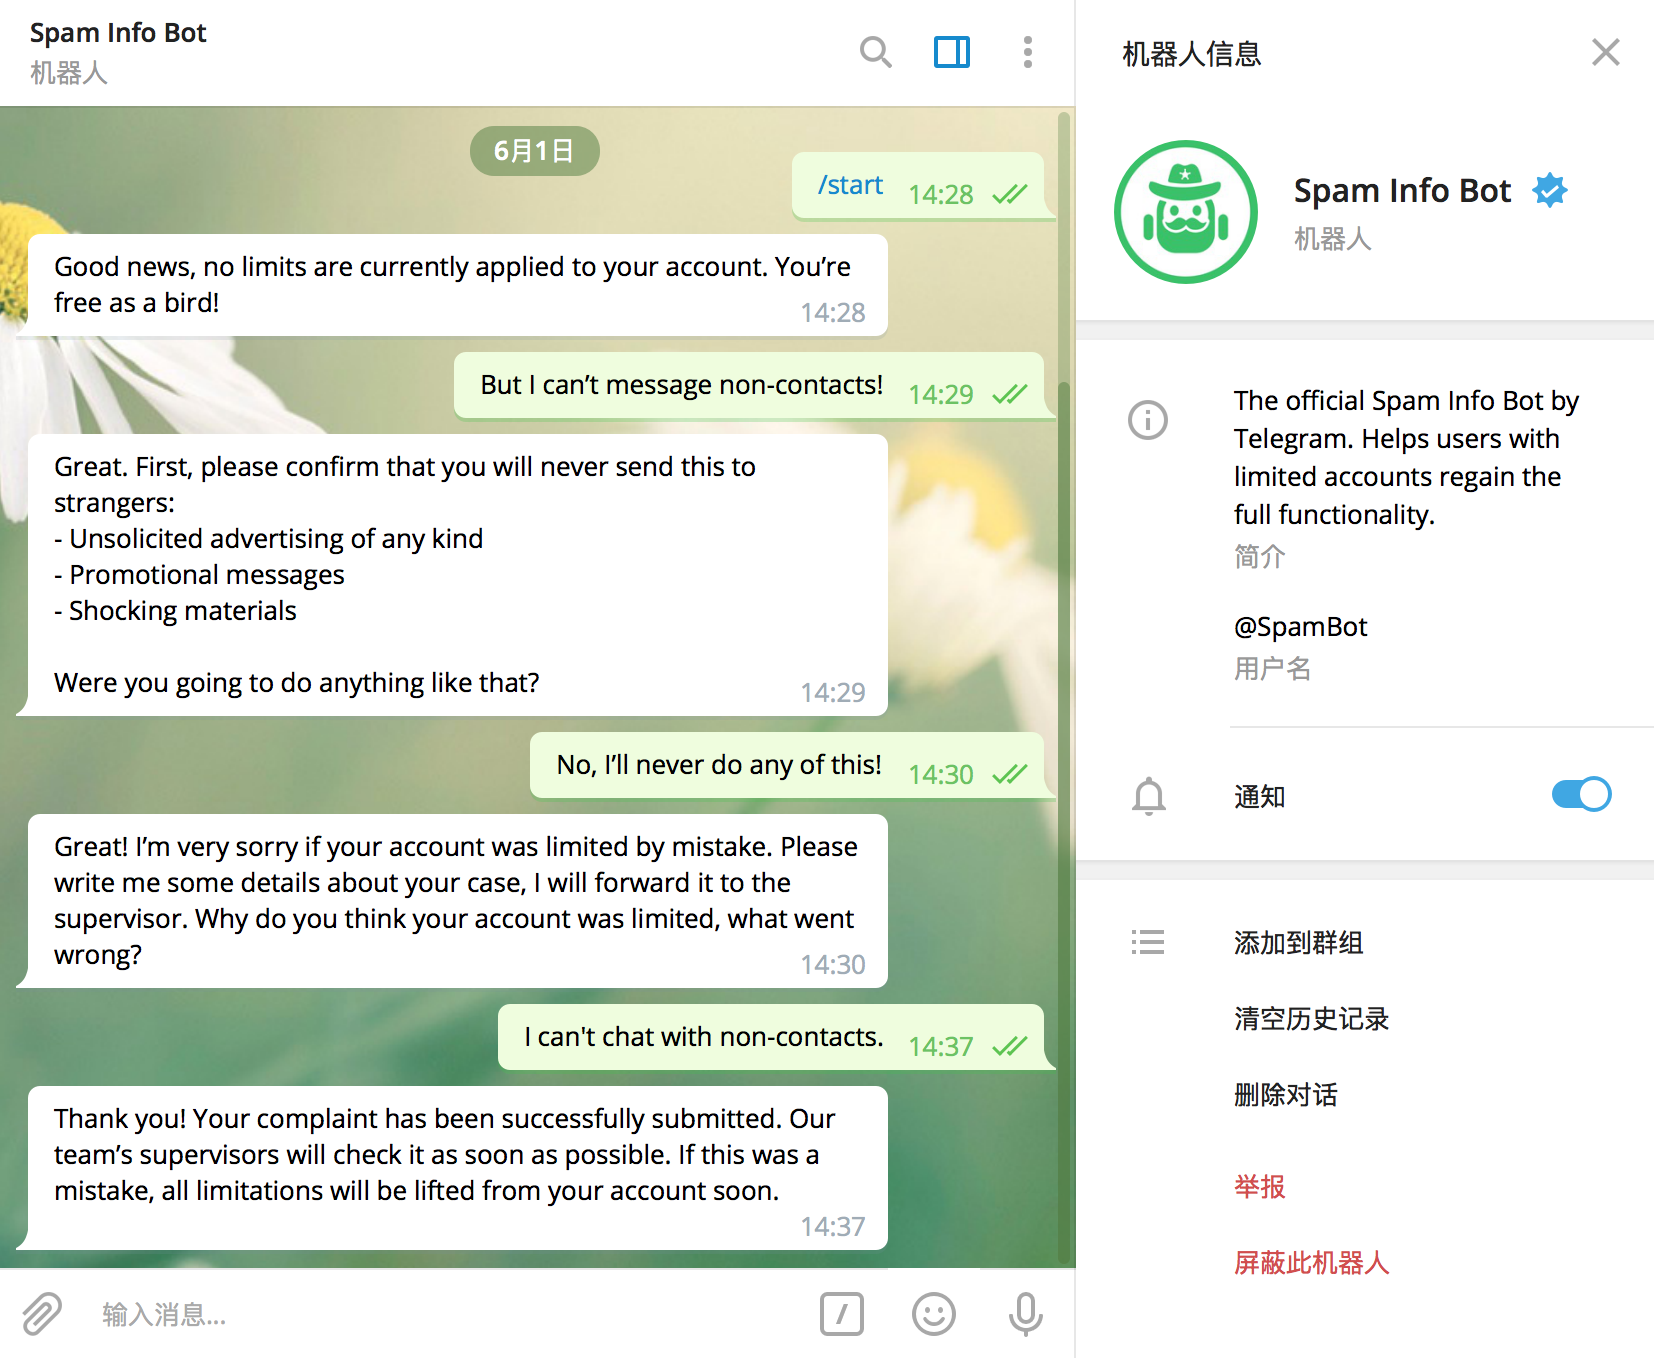 Spam Info Bot
机器人
6月1日
/start 14:28
Good news, no limits are currently applied to your account. You’re
free as a bird!
14:28
But I can’t message non-contacts! 14:29
Great. First, please confirm that you will never send this to
strangers:
- Unsolicited advertising of any kind
- Promotional messages
- Shocking materials
Were you going to do anything like that?
14:29
No, I’ll never do any of this! 14:30
Great! I’m very sorry if your account was limited by mistake. Please
write me some details about your case, I will forward it to the
supervisor. Why do you think your account was limited, what went
wrong?
14:30
I can't chat with non-contacts. 14:37
Thank you! Your complaint has been successfully submitted. Our
team’s supervisors will check it as soon as possible. If this was a
mistake, all limitations will be lifted from your account soon.
14:37
输入消息...
机器人信息
Spam Info Bot
机器人
The official Spam Info Bot by
Telegram. Helps users with
limited accounts regain the
full functionality.
简介
@SpamBot
用户名
通知
添加到群组
清空历史记录
删除对话
举报
屏蔽此机器人